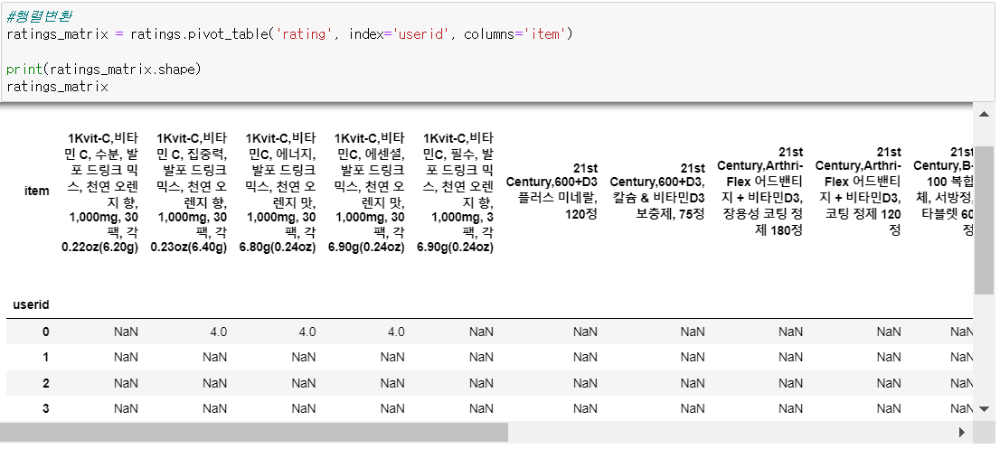 #행렬변환
ratings_matrix = ratings.pivot_table('rating', index='userid', columns='item')
print(ratings_matrix.shape)
ratings_matrix
item
1Kvit-C,비타
민 C, 수분, 발
포 드링크 믹
스, 천연 오렌
지 향,
1,000mg, 30
팩, 각
0.22oz(6.20g)
1Kvit-C,비타
민 C, 집중력,
발포 드링크
믹스, 천연 오
렌지 향,
1,000mg, 30
팩, 각
0.23oz(6.40g)
1Kvit-C,비타
민C, 에너지,
발포 드링크
믹스, 천연 오
렌지 맛,
1,000mg, 30
팩, 각
6.80g(0.24oz)
1Kvit-C,비타
민C, 에센셜,
발포 드링크
믹스, 천연 오
렌지 맛,
1,000mg, 30
팩, 각
6.90g(0.24oz)
1Kvit-C,비타
민C, 필수, 발
포 드링크 믹
스, 천연 오렌
지 향,
1,000mg, 3
팩, 각
6.90g(0.24oz)
21st
Century,600+D3
플러스 미네랄,
120정
21st
Century,600+D3,
칼슘 & 비타민D3
보충제, 75정
21st
Century,Arthri-
Flex 어드밴티
지 + 비타민D3,
장용성 코팅 정
제 180정
21st
Century,Arthri-
Flex 어드밴티
지 + 비타민D3,
코팅 정제 120
정
21st
Century,B-
100 복합
체, 서방정,
타블렛 60
정
userid
0 NaN 4.0 4.0 4.0 NaN NaN NaN NaN NaN NaN
1 NaN NaN NaN NaN NaN NaN NaN NaN NaN NaN
2 NaN NaN NaN NaN NaN NaN NaN NaN NaN NaN
3 NaN NaN NaN NaN NaN NaN NaN NaN NaN NaN